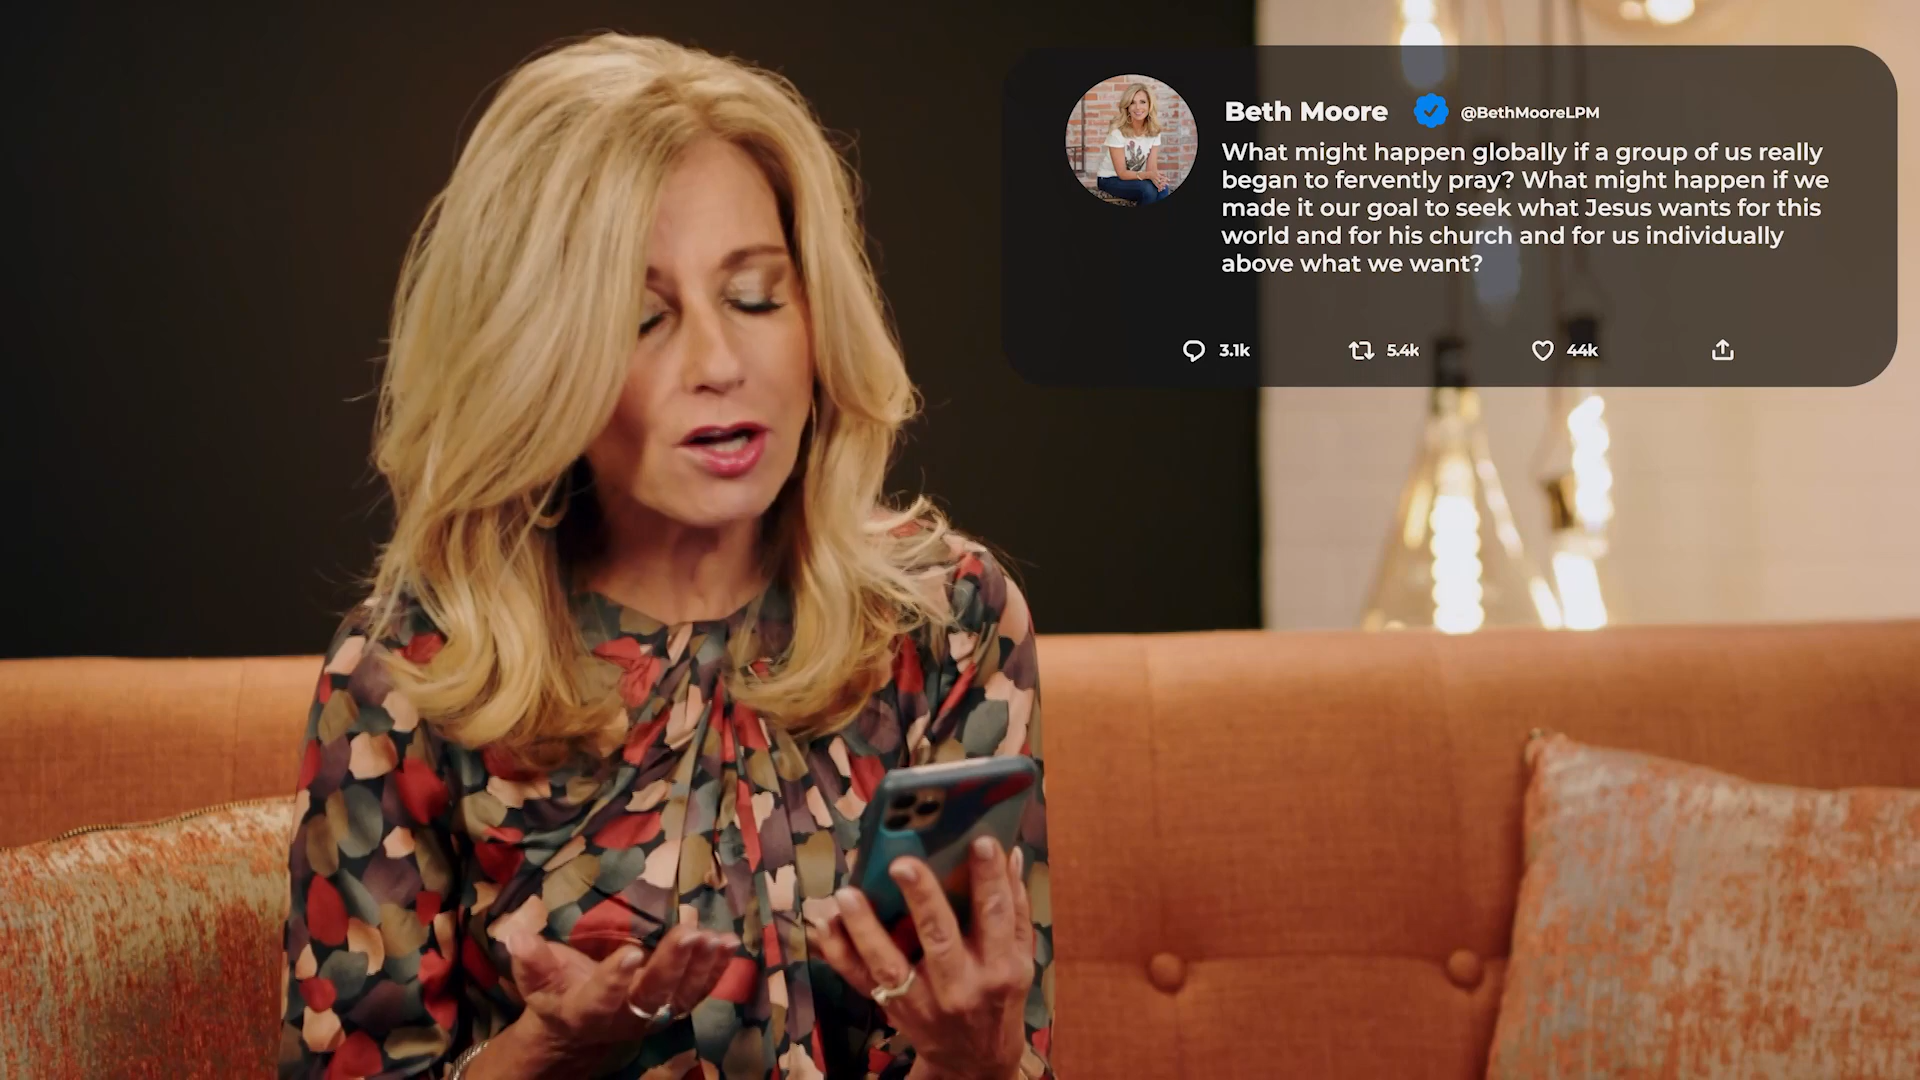 Beth Moore @BethMooreLPM
What might happen globally if a group of us really
began to fervently pray? What might happen if we
made it our goal to seek what Jesus wants for this
world and for his church and for us individually
above what we want?
3.1k 5.4k 44k